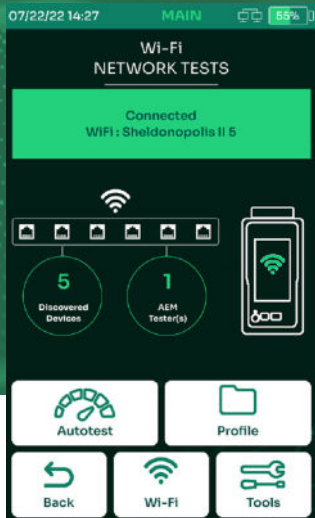 07/22/22 14:27 MAIN 55%
Wi-Fi
NETWORK TESTS
Connected
WiFi : Sheldonopolis II 5
5
Discovered
Devices
1
AEM
Tester(s)
Autotest
Profile
Back
Wi-Fi
Tools